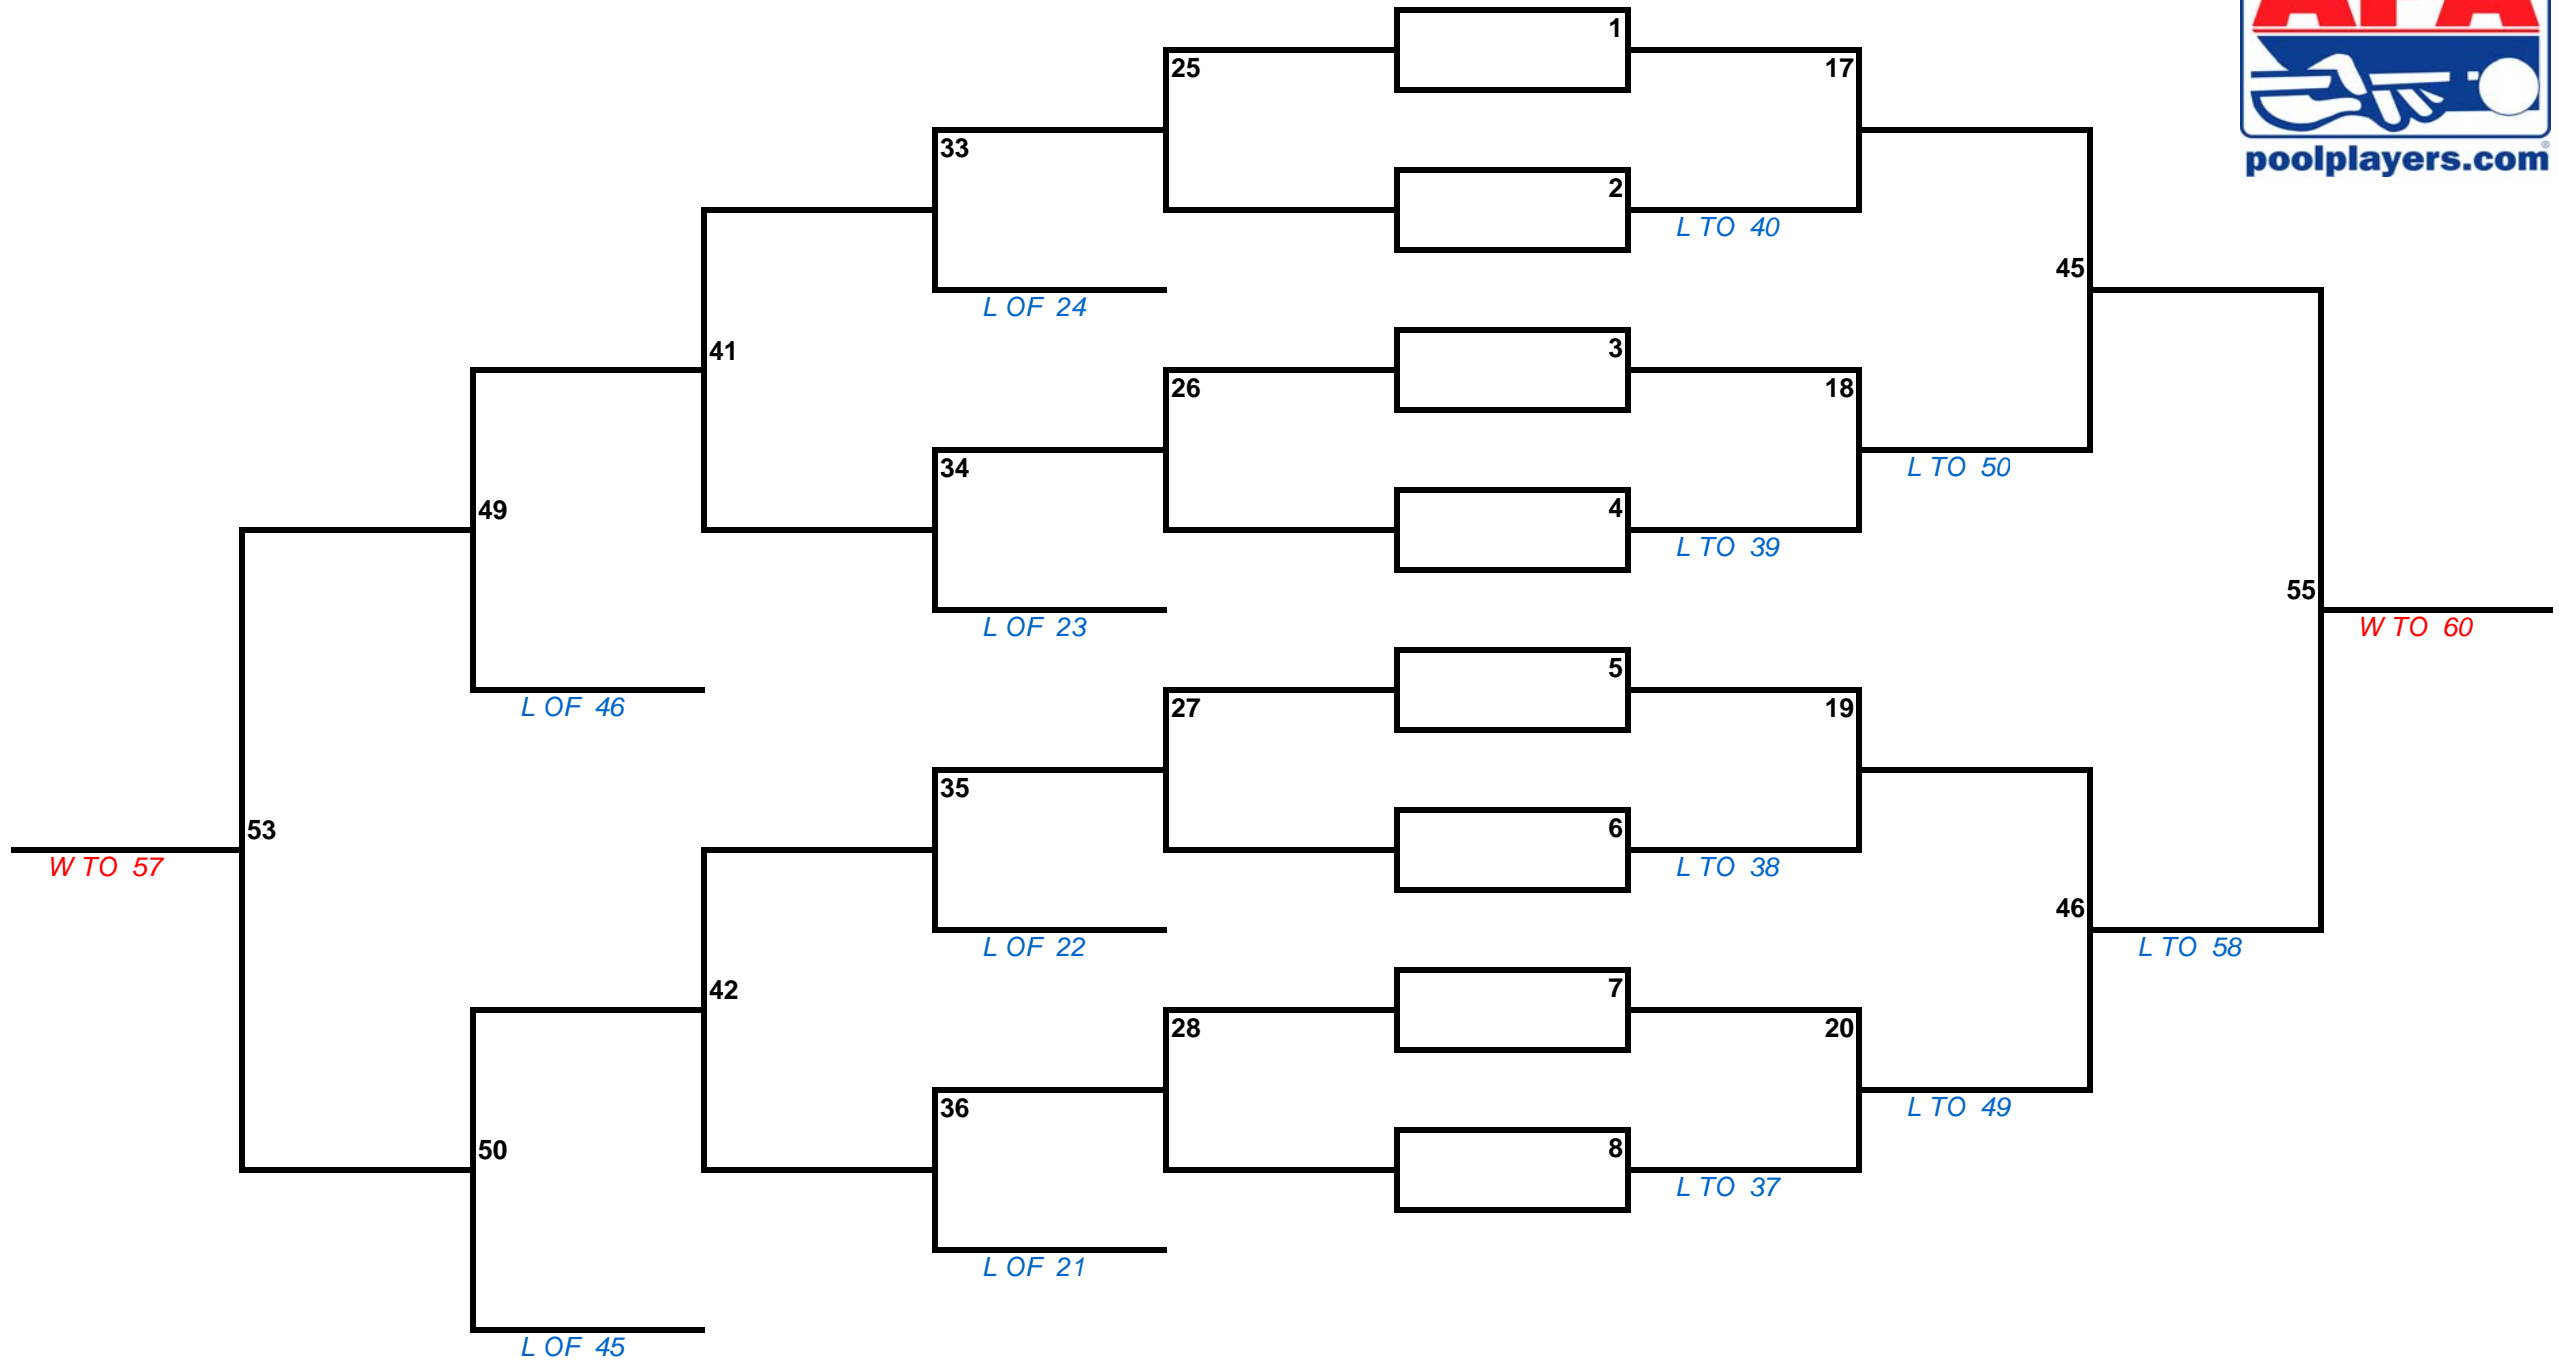 APA
1
25
17
poolplayers.com
33
2
L TO 40
45
L OF 24
3
41
26
18
34
L TO 50
49
4
L TO 39
55
L OF 23
W TO 60
5
L OF 46
27
19
35
53
6
W TO 57
L TO 38
46
L OF 22
L TO 58
42
7
28
20
36
L TO 49
50
8
L TO 37
L OF 21
L OF 45